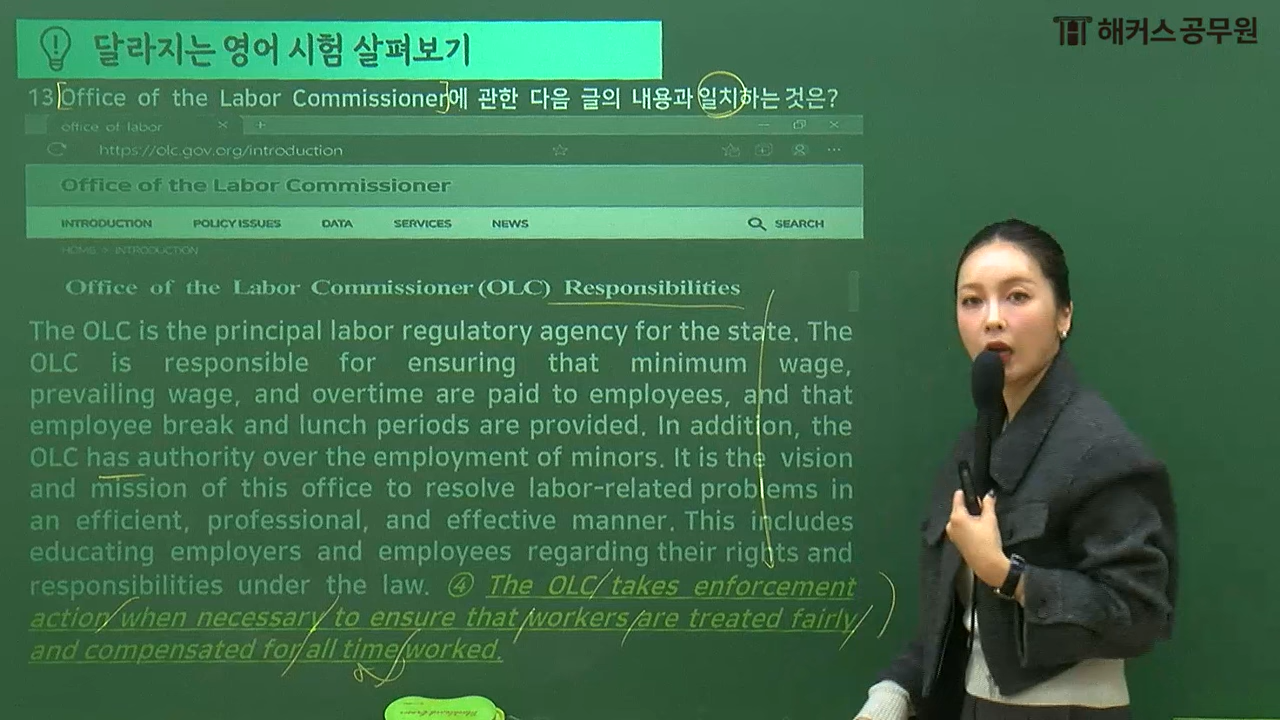 해커스공무원
달라지는 영어 시험 살펴보기
13 Office of the Labor Commissioner에 관한 다음 글의 내용과 일치하는 것은?
office of labor
https://olc.gov.org/introduction
Office of the Labor Commissioner
INTRODUCTION POLICY ISSUES DATA SERVICES NEWS SEARCH
HOME > INTRODUCTION
Office of the Labor Commissioner (OLC) Responsibilities
The OLC is the principal labor regulatory agency for the state. The
OLC is responsible for ensuring that minimum wage,
prevailing wage, and overtime are paid to employees, and that
employee break and lunch periods are provided. In addition, the
OLC has authority over the employment of minors. It is the vision
and mission of this office to resolve labor-related problems in
an efficient, professional, and effective manner. This includes
educating employers and employees regarding their rights and
responsibilities under the law. ④ The OLC takes enforcement
action when necessary to ensure that workers are treated fairly
and compensated for all time worked.